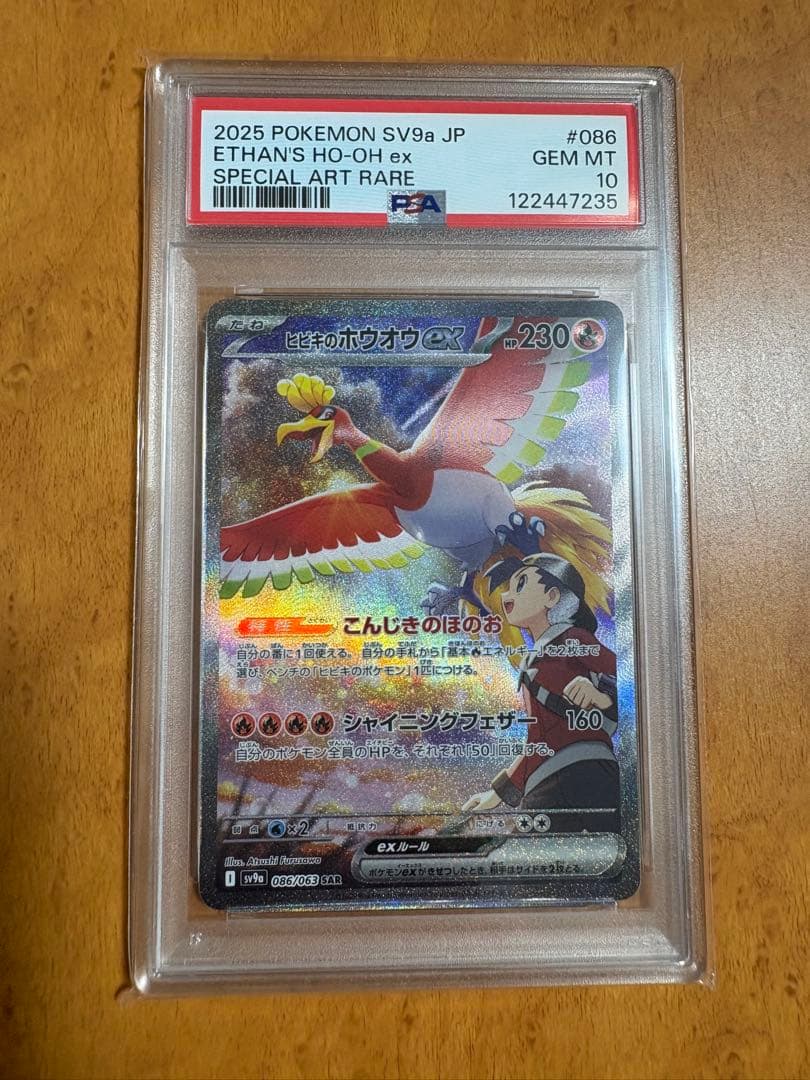 2025 POKEMON SV9a JP #086
ETHAN'S HO-OH ex GEM MT
SPECIAL ART RARE 10
PSA 122447235
たね ヒビキのホウオウex HP230
特性 こんじきのほのお
自分の番に1回使える。自分の手札から「基本エネルギー」を2枚まで
選び、ベンチの「ヒビキのポケモン」1匹につける。
シャイニングフェザー 160
自分のポケモン全員のHPを、それぞれ「50」回復する。
弱点 ×2 抵抗力 にげる
exルール
ポケモンexがきぜつしたとき、相手はサイドを2枚とる。
Illus. Atsushi Furusawa
I sv9a 086/063 SAR